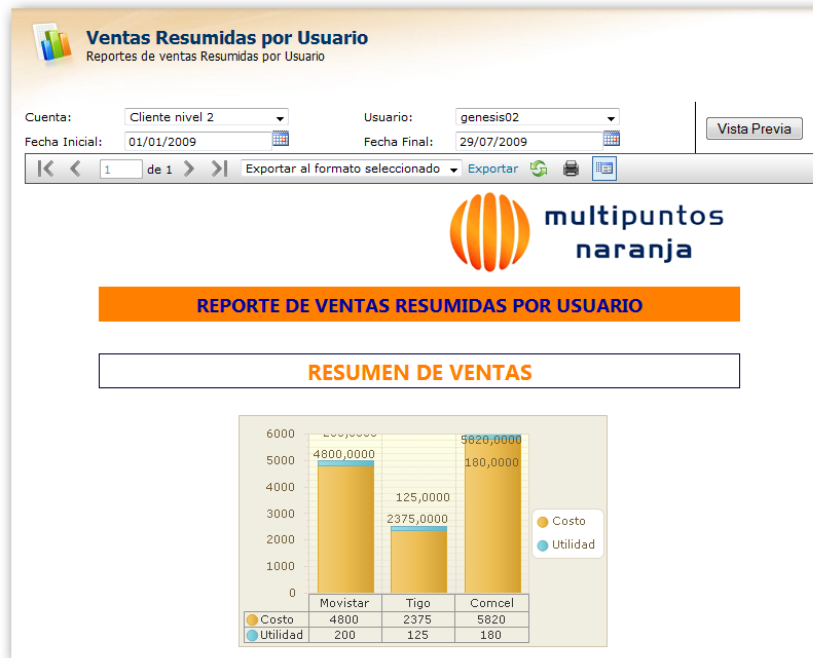 Ventas Resumidas por Usuario
Reportes de ventas Resumidas por Usuario
Cuenta: Cliente nivel 2 Usuario: genesis02
Vista Previa
Fecha Inicial: 01/01/2009 Fecha Final: 29/07/2009
1 de 1 Exportar al formato seleccionado Exportar
multipuntos
naranja
REPORTE DE VENTAS RESUMIDAS POR USUARIO
RESUMEN DE VENTAS
6000
5820,0000
4800,0000
5000
180,0000
4000
125,0000
3000
2375,0000
Costo
2000
Utilidad
1000
0
Movistar Tigo Comcel
Costo 4800 2375 5820
Utilidad 200 125 180